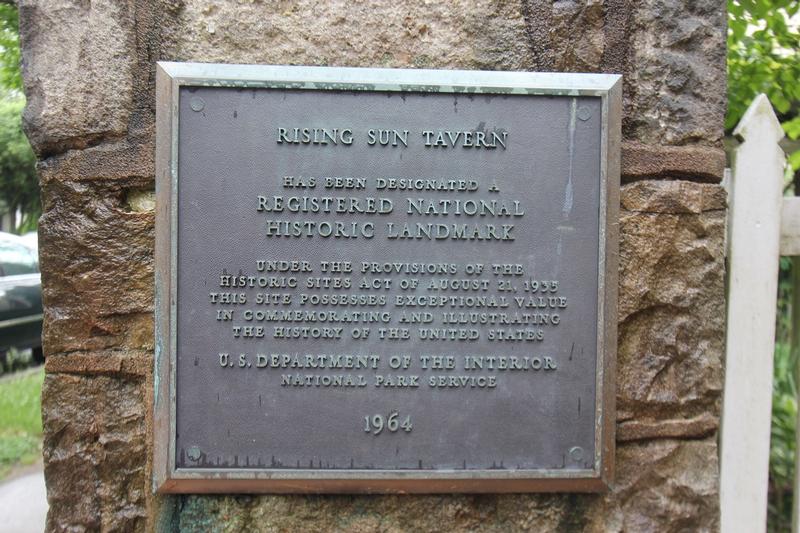 RISING SUN TAVERN
HAS BEEN DESIGNATED A
REGISTERED NATIONAL
HISTORIC LANDMARK
UNDER THE PROVISIONS OF THE
HISTORIC SITES ACT OF AUGUST 21, 1935
THIS SITE POSSESSES EXCEPTIONAL VALUE
IN COMMEMORATING AND ILLUSTRATING
THE HISTORY OF THE UNITED STATES
U. S. DEPARTMENT OF THE INTERIOR
NATIONAL PARK SERVICE
1964